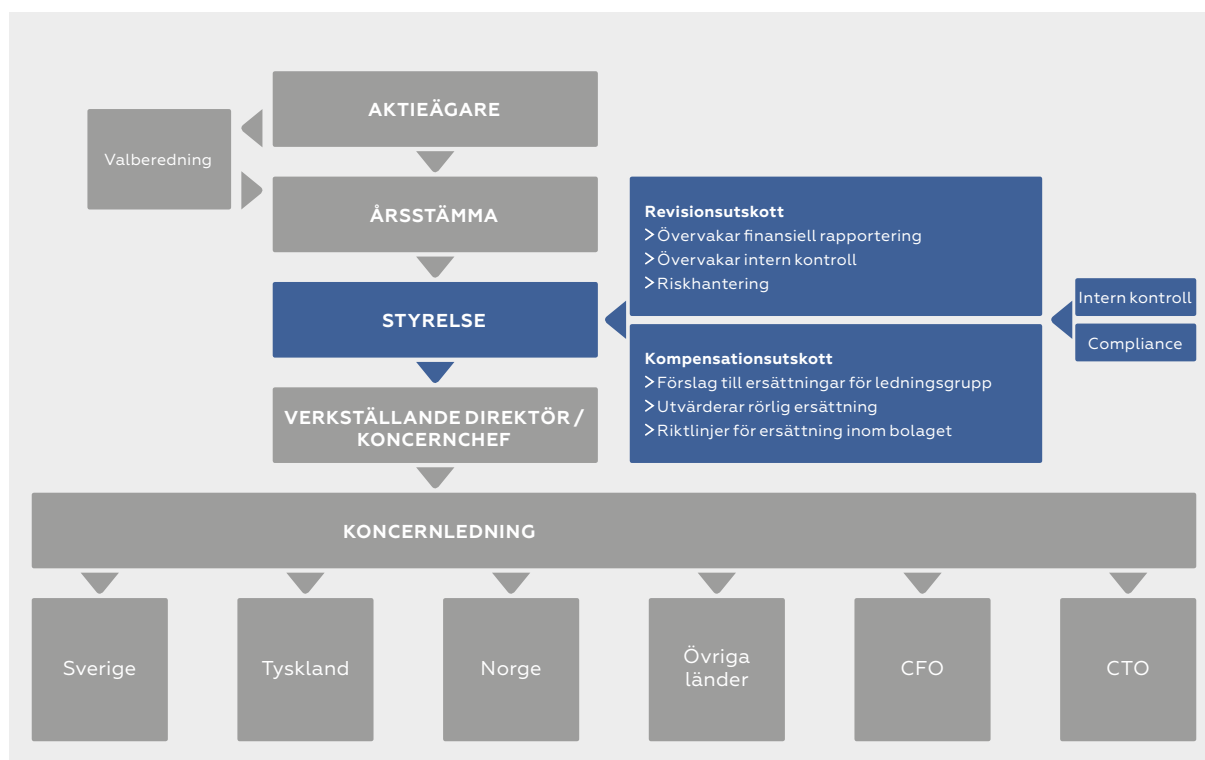 AKTIEÄGARE
Valberedning
ÅRSSTÄMMA
STYRELSE
Revisionsutskott
>Övervakar finansiell rapportering
>Övervakar intern kontroll
>Riskhantering
Kompensationsutskott
>Förslag till ersättningar för ledningsgrupp
>Utvärderar rörlig ersättning
>Riktlinjer för ersättning inom bolaget
Intern kontroll
Compliance
VERKSTÄLLANDE DIREKTÖR /
KONCERNCHEF
KONCERNLEDNING
Sverige
Tyskland
Norge
Övriga
länder
CFO
CTO